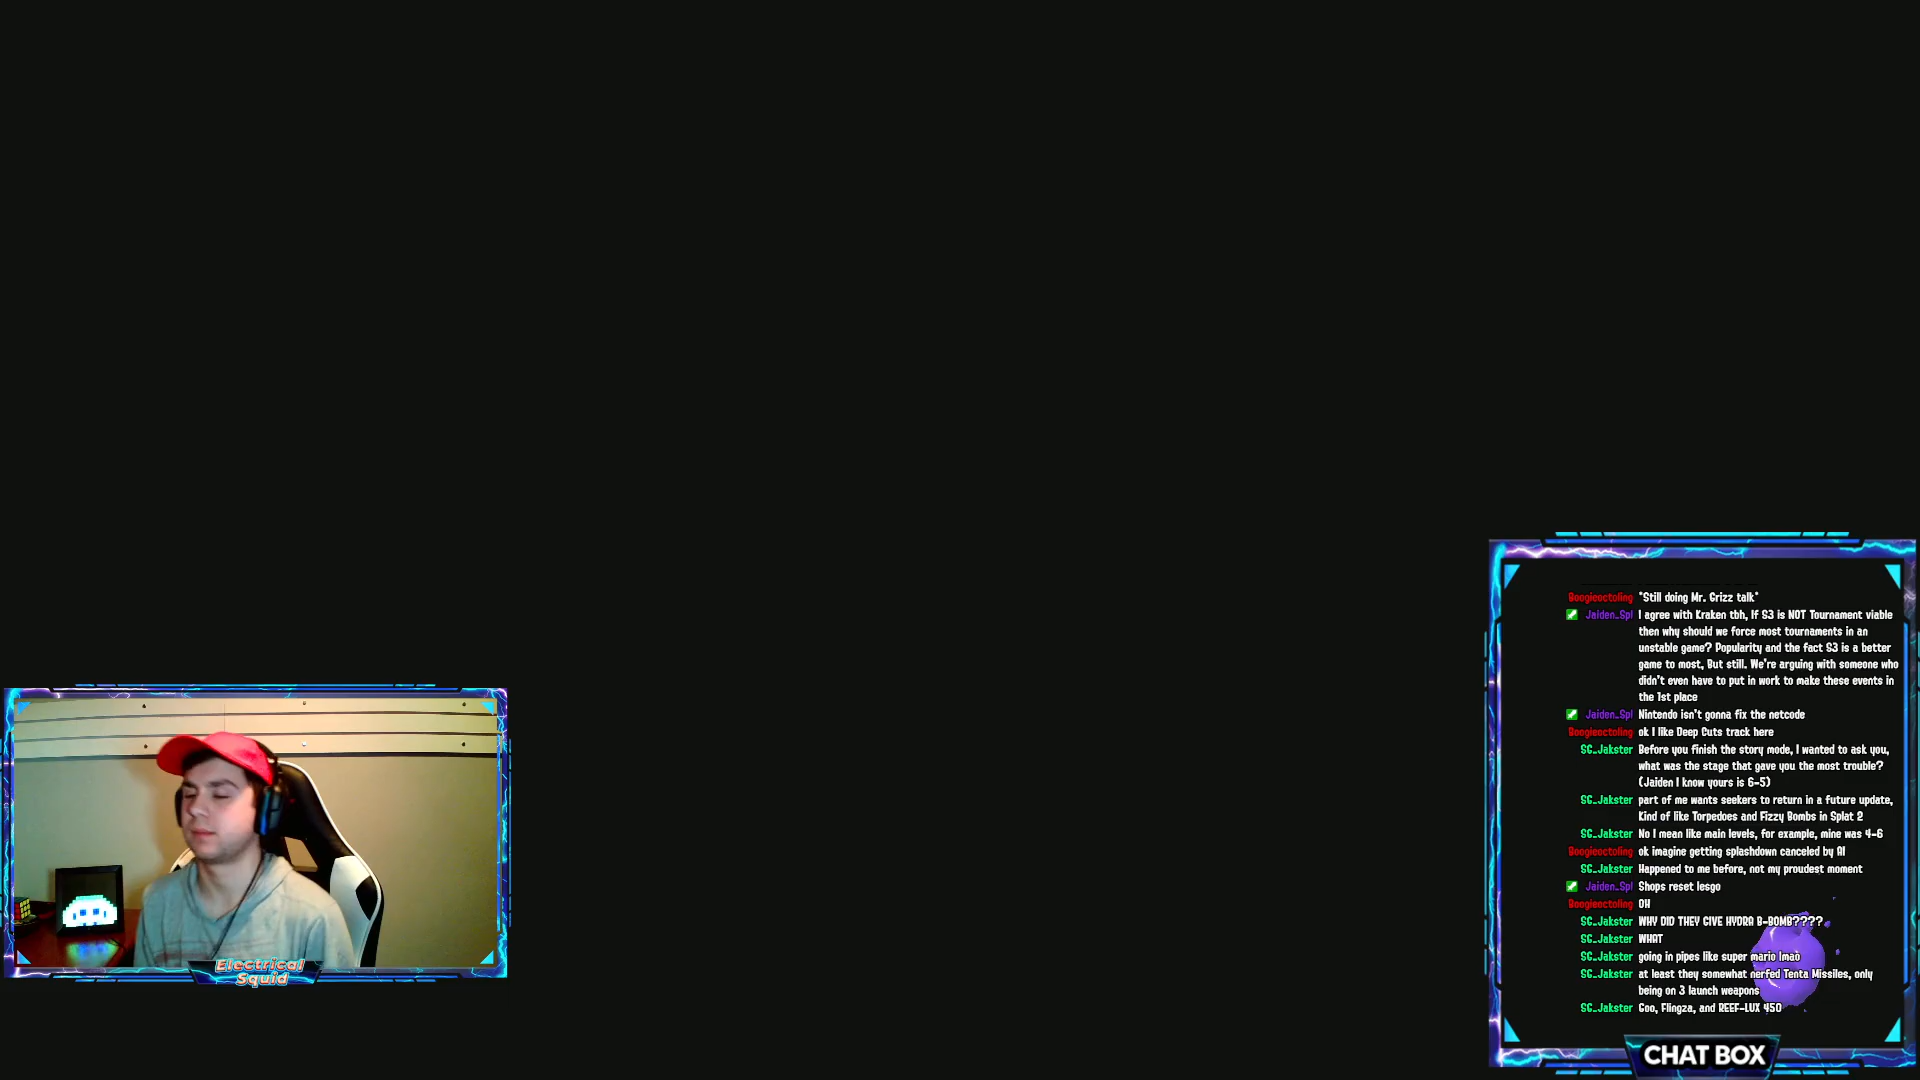 Boogieoctoling *Still doing Mr. Grizz talk*
Jaiden_Spl I agree with Kraken tbh, If S3 is NOT Tournament viable
then why should we force most tournaments in an
unstable game? Popularity and the fact S3 is a better
game to most, But still. We're arguing with someone who
didn't even have to put in work to make these events in
the 1st place
Jaiden_Spl Nintendo isn't gonna fix the netcode
Boogieoctoling ok I like Deep Cuts track here
SG_Jakster Before you finish the story mode, I wanted to ask you,
what was the stage that gave you the most trouble?
(Jaiden I know yours is 6-5)
SG_Jakster part of me wants seekers to return in a future update,
Kind of like Torpedoes and Fizzy Bombs in Splat 2
SG_Jakster No I mean like main levels, for example, mine was 4-6
Boogieoctoling ok imagine getting splashdown canceled by AI
SG_Jakster Happened to me before, not my proudest moment
Jaiden_Spl Shops reset lesgo
Boogieoctoling OH
SG_Jakster WHY DID THEY GIVE HYDRA B-BOMB????
SG_Jakster WHAT
SG_Jakster going in pipes like super mario lmao
SG_Jakster at least they somewhat nerfed Tenta Missiles, only
being on 3 launch weapons
SG_Jakster Goo, Flingza, and REEF-LUX 450
Electrical
Squid
CHAT BOX